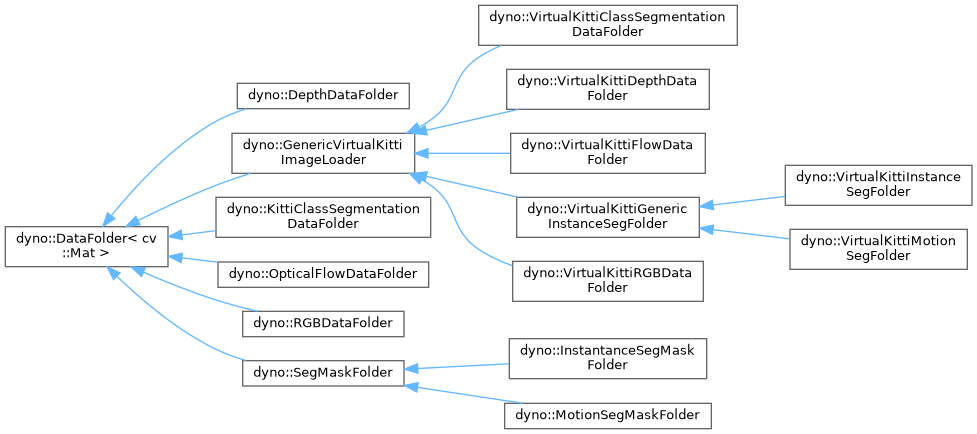 dyno::VirtualKittiClassSegmentation
DataFolder
dyno::VirtualKittiDepthData
Folder
dyno::DepthDataFolder
dyno::GenericVirtualKitti
ImageLoader
dyno::VirtualKittiFlowData
Folder
dyno::VirtualKittiInstance
SegFolder
dyno::KittiClassSegmentation
DataFolder
dyno::VirtualKittiGeneric
InstanceSegFolder
dyno::DataFolder< cv
::Mat >
dyno::VirtualKittiMotion
SegFolder
dyno::OpticalFlowDataFolder
dyno::VirtualKittiRGBData
Folder
dyno::RGBDataFolder
dyno::InstantanceSegMask
Folder
dyno::SegMaskFolder
dyno::MotionSegMaskFolder